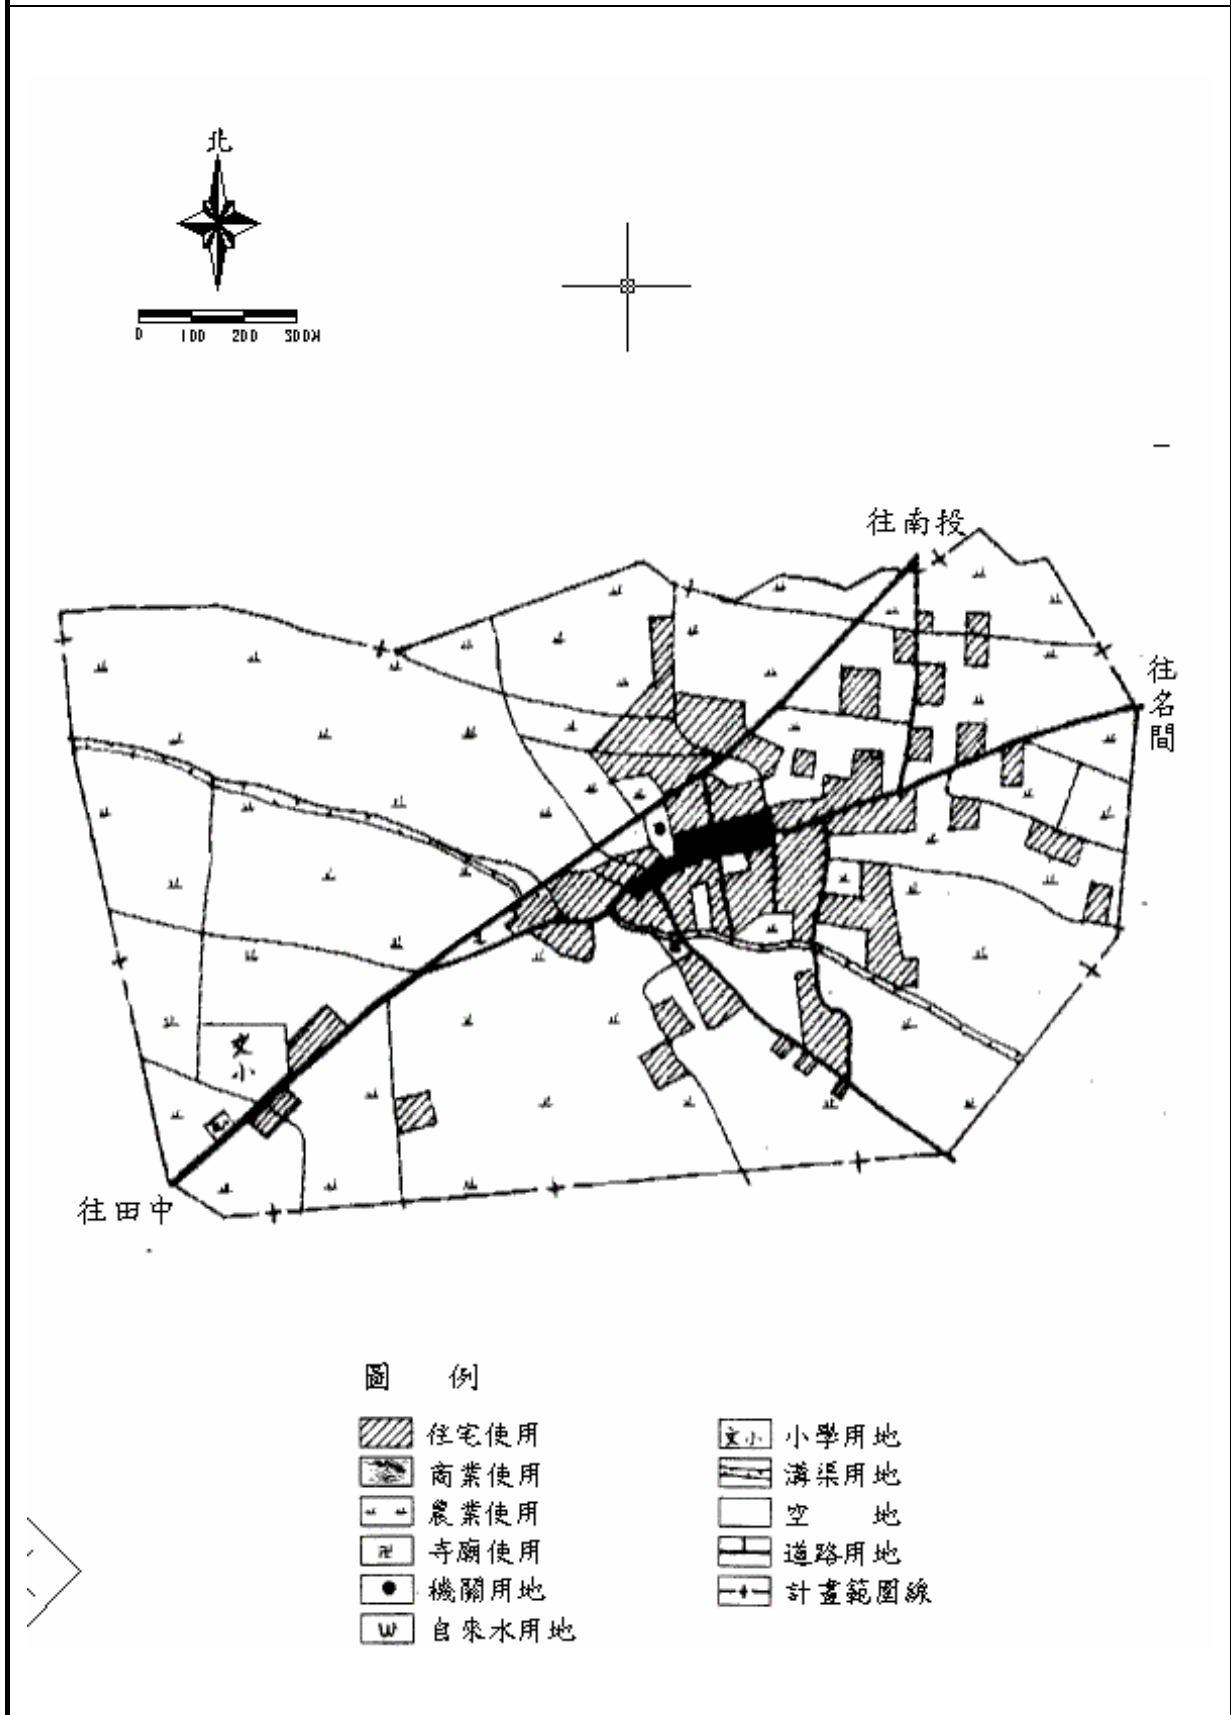 北
0 100 200 300M
往南投
往名間
文小
往田中
圖 例
住宅使用
商業使用
農業使用
卍 寺廟使用
機關用地
W 自來水用地
文小 小學用地
溝渠用地
空 地
道路用地
計畫範圍線